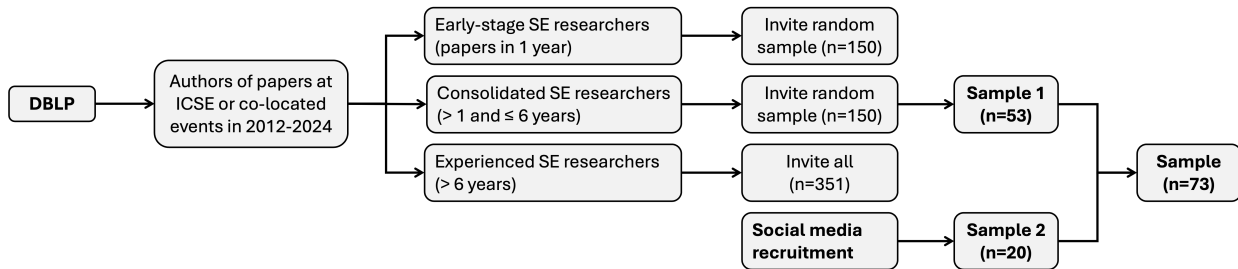 DBLP
Authors of papers at
ICSE or co-located
events in 2012-2024
Early-stage SE researchers
(papers in 1 year)
Invite random
sample (n=150)
Consolidated SE researchers
(> 1 and ≤ 6 years)
Invite random
sample (n=150)
Sample 1
(n=53)
Experienced SE researchers
(> 6 years)
Invite all
(n=351)
Social media
recruitment
Sample 2
(n=20)
Sample
(n=73)